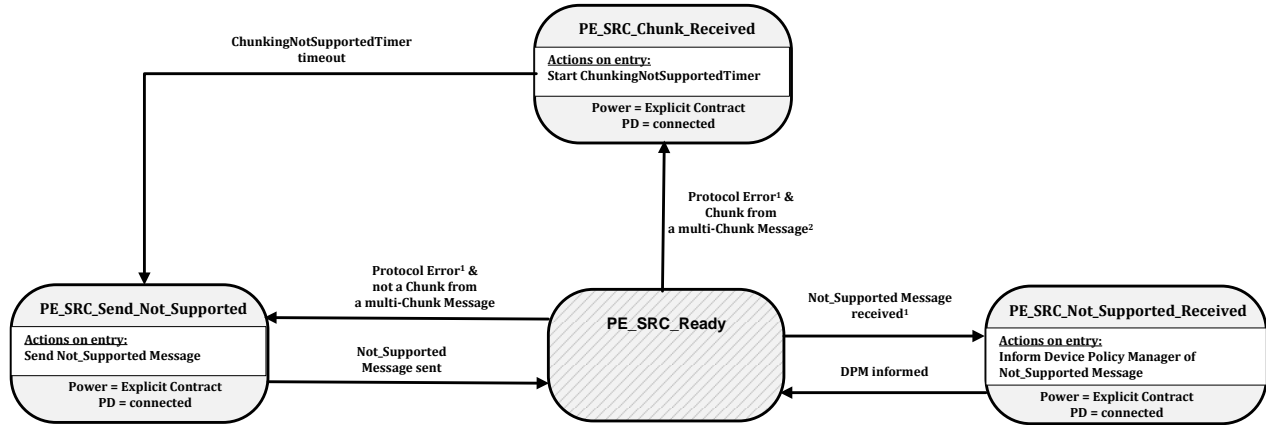 PE_SRC_Chunk_Received
Actions on entry:
Start ChunkingNotSupportedTimer
Power = Explicit Contract
PD = connected
ChunkingNotSupportedTimer
timeout
Protocol Error¹ &
Chunk from
a multi-Chunk Message²
Protocol Error¹ &
not a Chunk from
a multi-Chunk Message
PE_SRC_Send_Not_Supported
Actions on entry:
Send Not_Supported Message
Power = Explicit Contract
PD = connected
Not_Supported
Message sent
PE_SRC_Ready
Not_Supported Message
received¹
DPM informed
PE_SRC_Not_Supported_Received
Actions on entry:
Inform Device Policy Manager of
Not_Supported Message
Power = Explicit Contract
PD = connected